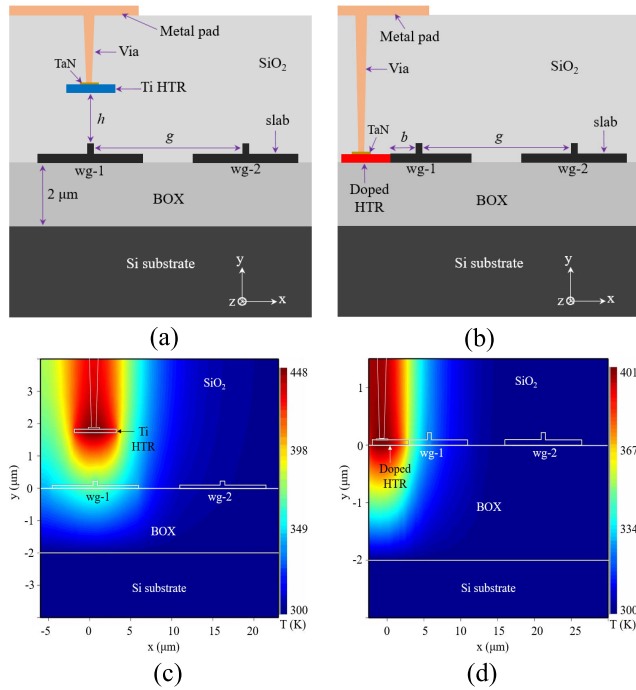 Metal pad
Via
SiO₂
TaN
Ti HTR
h
g
slab
wg-1
wg-2
2 μm
BOX
Si substrate
y
z
x
(a)
Metal pad
Via
SiO₂
TaN
b
g
slab
wg-1
wg-2
Doped
HTR
BOX
Si substrate
y
z
x
(b)
448
398
349
300
T (K)
3
2
1
0
-1
-2
-3
y (μm)
SiO₂
Ti
HTR
wg-1
wg-2
BOX
Si substrate
-5
0
5
10
15
20
x (μm)
(c)
401
367
334
300
T (K)
1
0
-1
-2
y (μm)
SiO₂
wg-1
wg-2
Doped
HTR
BOX
Si substrate
0
5
10
15
20
25
x (μm)
(d)